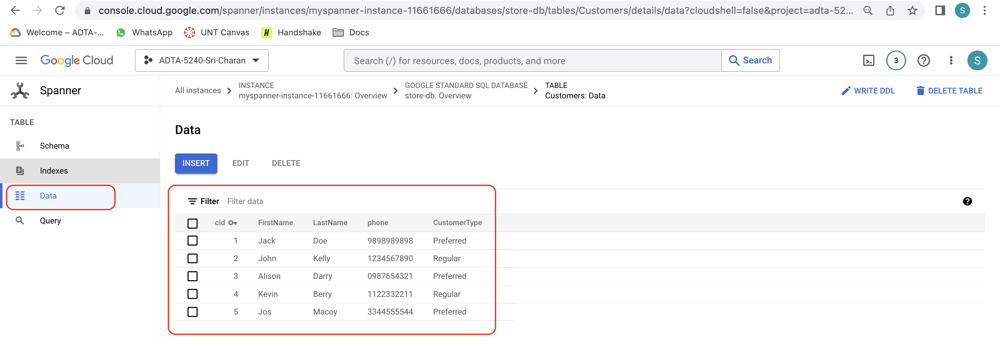 console.cloud.google.com/spanner/instances/myspanner-instance-11661666/databases/store-db/tables/Customers/details/data?cloudshell=false&project=adta-52... S
Welcome – ADTA-... WhatsApp UNT Canvas H Handshake Docs
Google Cloud ADTA-5240-Sri-Charan Search (/) for resources, docs, products, and more Search 3 S
Spanner
All instances INSTANCE GOOGLE STANDARD SQL DATABASE TABLE
myspanner-instance-11661666: Overview store-db: Overview Customers: Data
WRITE DDL DELETE TABLE
TABLE
Schema
Indexes
Data
Query
Data
INSERT EDIT DELETE
Filter Filter data
cid FirstName LastName phone CustomerType
1 Jack Doe 9898989898 Preferred
2 John Kelly 1234567890 Regular
3 Alison Darry 0987654321 Preferred
4 Kevin Berry 1122332211 Regular
5 Jos Macoy 3344555544 Preferred